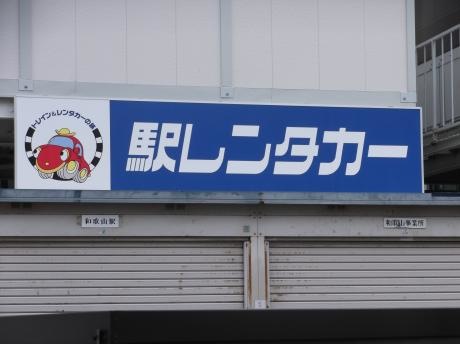 トレイン&レンタカーの駅
駅レンタカー
和歌山駅
和歌山事業所